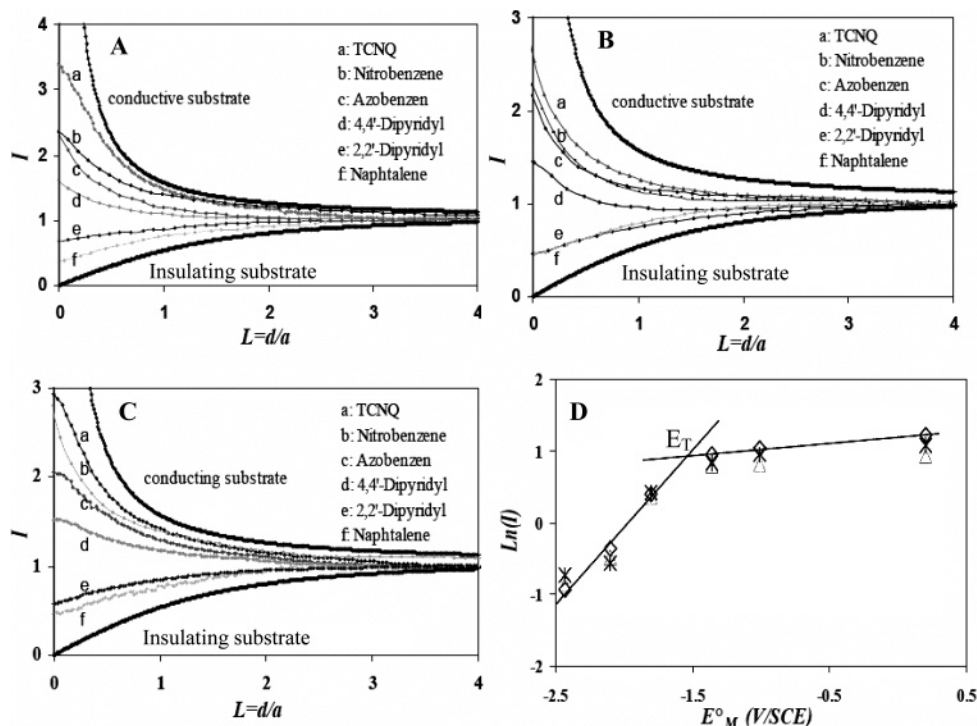 A
4
3
2
1
0
I
a
b
c
d
e
f
conductive substrate
a: TCNQ
b: Nitrobenzene
c: Azobenzen
d: 4,4'-Dipyridyl
e: 2,2'-Dipyridyl
f: Naphtalene
Insulating substrate
0 1 2 3 4
L=d/a
B
3
2
1
0
I
a
b
c
d
e
f
conductive substrate
a: TCNQ
b: Nitrobenzene
c: Azobenzen
d: 4,4'-Dipyridyl
e: 2,2'-Dipyridyl
f: Naphtalene
Insulating substrate
0 1 2 3 4
L=d/a
C
3
2
1
0
I
a
b
c
d
e
f
conducting substrate
a: TCNQ
b: Nitrobenzene
c: Azobenzen
d: 4,4'-Dipyridyl
e: 2,2'-Dipyridyl
f: Naphtalene
Insulating substrate
0 1 2 3 4
L=d/a
D
2
1
0
-1
-2
Ln(I)
E_T
-2.5 -1.5 -0.5 0.5
E°_M (V/SCE)